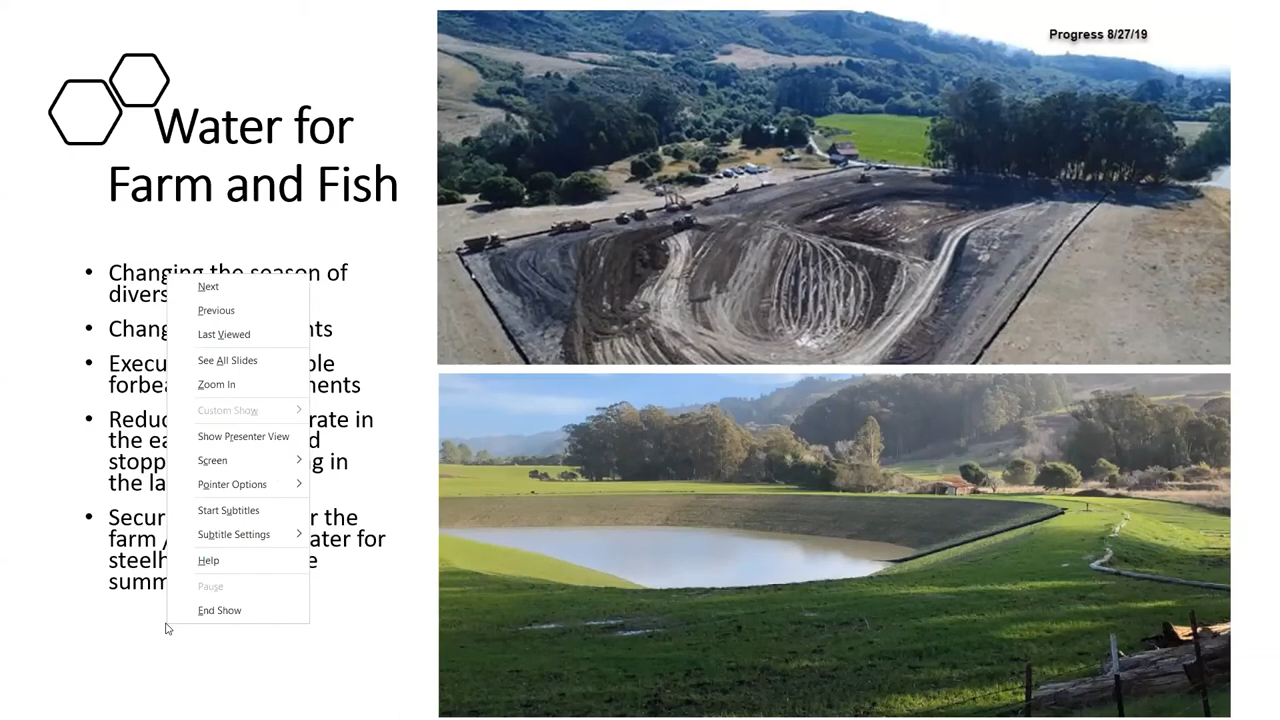 Progress 8/27/19
Water for
Farm and Fish
• Changing the season of
divers
• Chang nts
• Execu ble
forbea ments
• Reduc rate in
the ea d
stopp g in
the la
• Secur r the
farm / ater for
steelh e
summ
Next
Previous
Last Viewed
See All Slides
Zoom In
Custom Show
Show Presenter View
Screen
Pointer Options
Start Subtitles
Subtitle Settings
Help
Pause
End Show